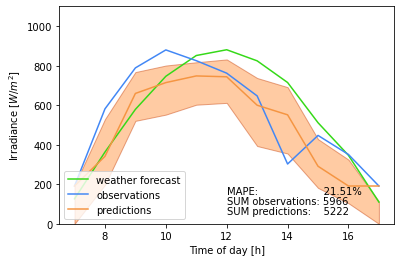 1000
800
600
400
200
0
Irradiance [W/m²]
weather forecast
observations
predictions
MAPE: 21.51%
SUM observations: 5966
SUM predictions: 5222
8 10 12 14 16
Time of day [h]